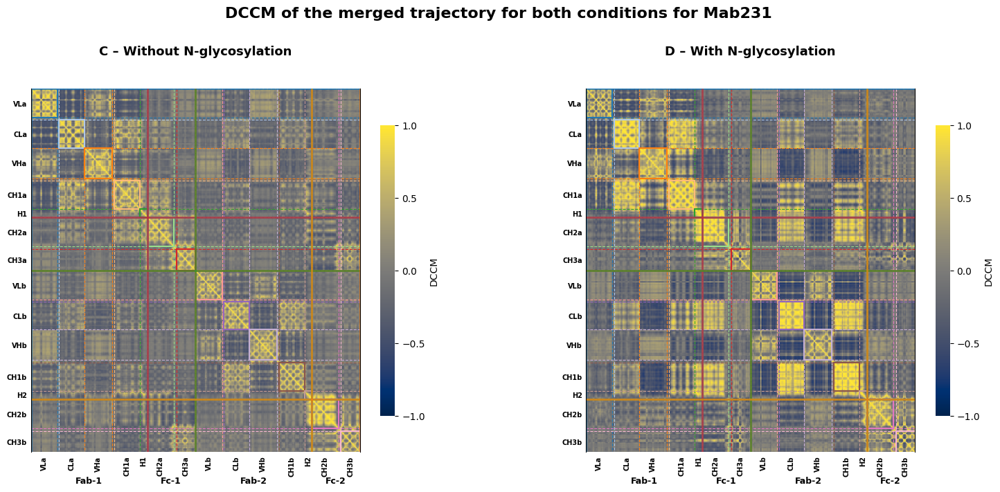 DCCM of the merged trajectory for both conditions for Mab231
C – Without N-glycosylation
VLa
CLa
VHa
CH1a
H1
CH2a
CH3a
VLb
CLb
VHb
CH1b
H2
CH2b
CH3b
VLa
CLa
VHa
CH1a
H1
CH2a
CH3a
VLb
CLb
VHb
CH1b
H2
CH2b
CH3b
Fab-1
Fc-1
Fab-2
Fc-2
1.0
0.5
0.0
−0.5
−1.0
DCCM
D – With N-glycosylation
VLa
CLa
VHa
CH1a
H1
CH2a
CH3a
VLb
CLb
VHb
CH1b
H2
CH2b
CH3b
VLa
CLa
VHa
CH1a
H1
CH2a
CH3a
VLb
CLb
VHb
CH1b
H2
CH2b
CH3b
Fab-1
Fc-1
Fab-2
Fc-2
1.0
0.5
0.0
−0.5
−1.0
DCCM